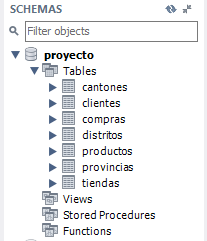 SCHEMAS
Filter objects
proyecto
Tables
cantones
clientes
compras
distritos
productos
provincias
tiendas
Views
Stored Procedures
Functions